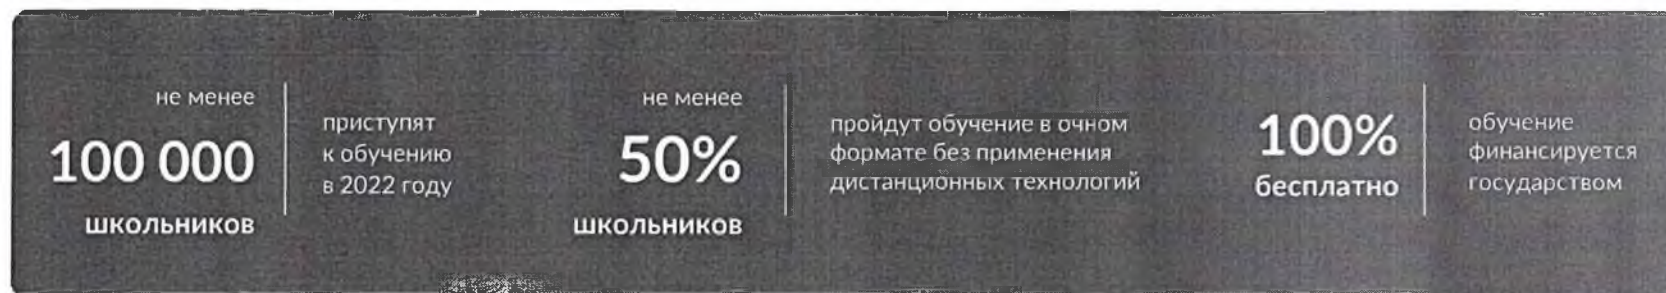 не менее
100 000
школьников
приступят
к обучению
в 2022 году
не менее
50%
школьников
пройдут обучение в очном
формате без применения
дистанционных технологий
100%
бесплатно
обучение
финансируется
государством